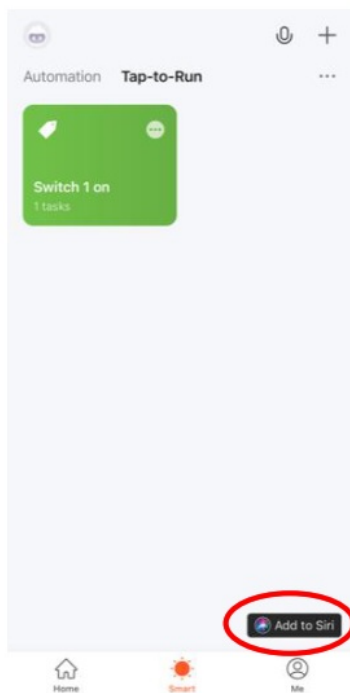 Automation Tap-to-Run
Switch 1 on
1 tasks
Add to Siri
Home Smart Me